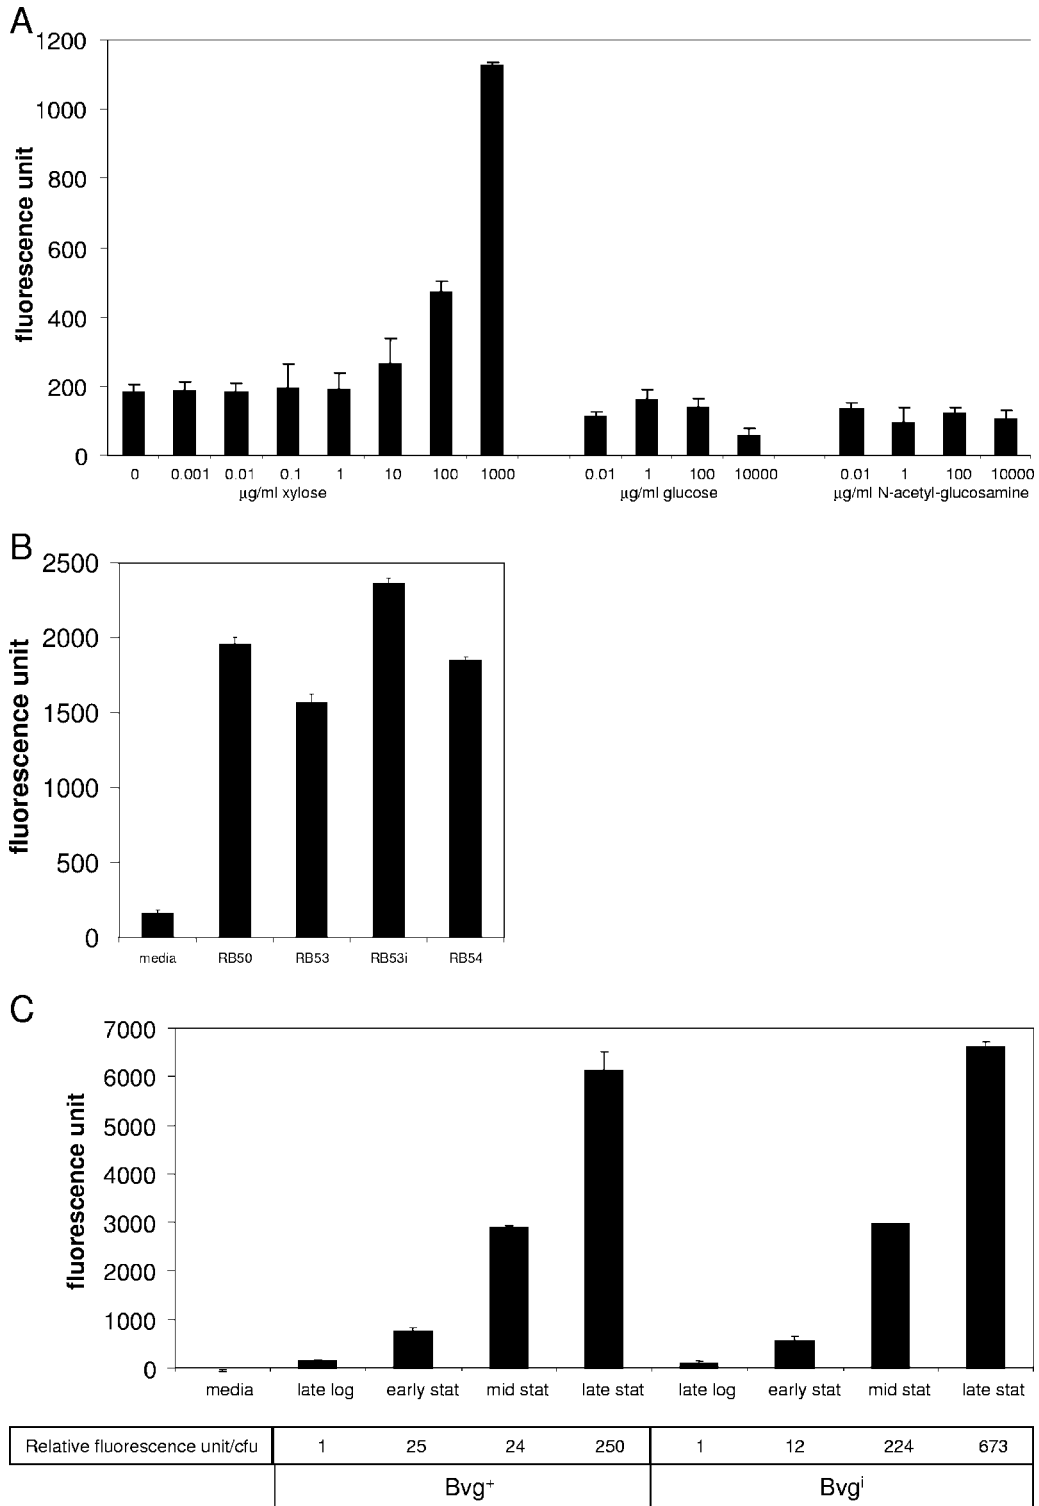 A
1200
1000
800
600
400
200
0
fluorescence unit
0 0.001 0.01 0.1 1 10 100 1000 0.01 1 100 10000 0.01 1 100 10000
µg/ml xylose µg/ml glucose µg/ml N-acetyl-glucosamine
B
2500
2000
1500
1000
500
0
fluorescence unit
media RB50 RB53 RB53i RB54
C
7000
6000
5000
4000
3000
2000
1000
0
fluorescence unit
media late log early stat mid stat late stat late log early stat mid stat late stat
Relative fluorescence unit/cfu 1 25 24 250 1 12 224 673
Bvg⁺ Bvgⁱ